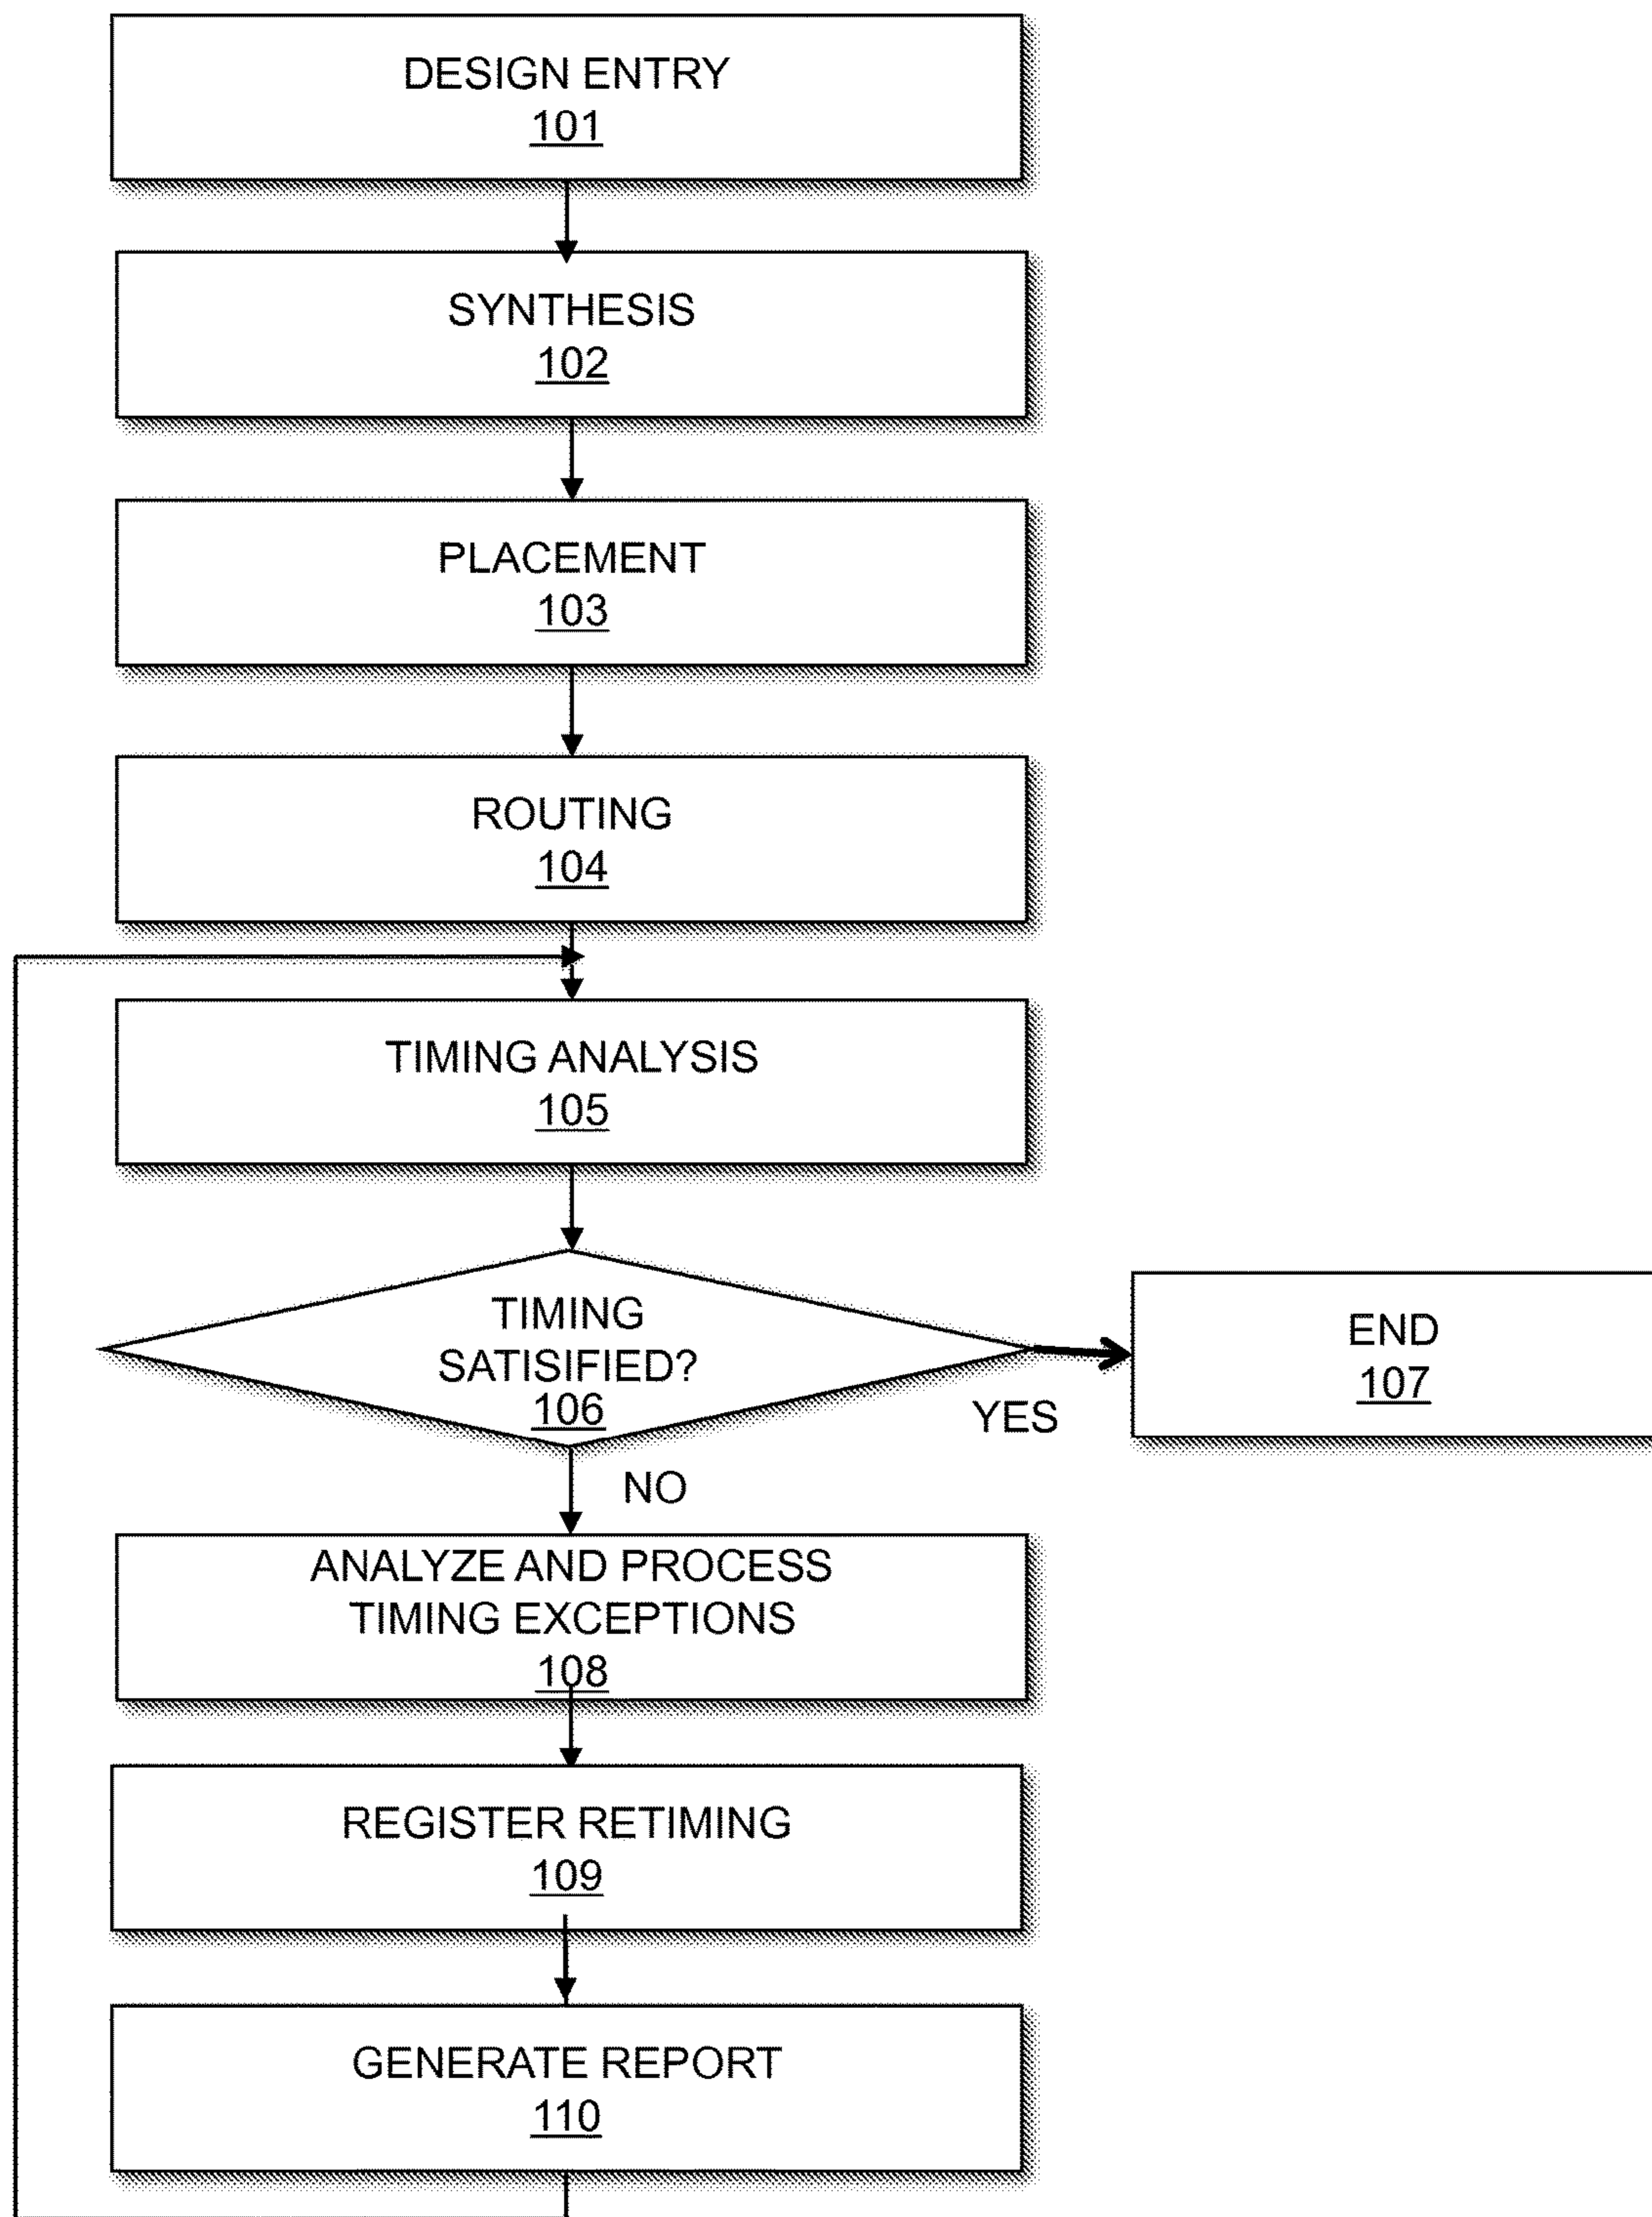 DESIGN ENTRY
101
SYNTHESIS
102
PLACEMENT
103
ROUTING
104
TIMING ANALYSIS
105
TIMING
SATISIFIED?
106
YES
END
107
NO
ANALYZE AND PROCESS
TIMING EXCEPTIONS
108
REGISTER RETIMING
109
GENERATE REPORT
110